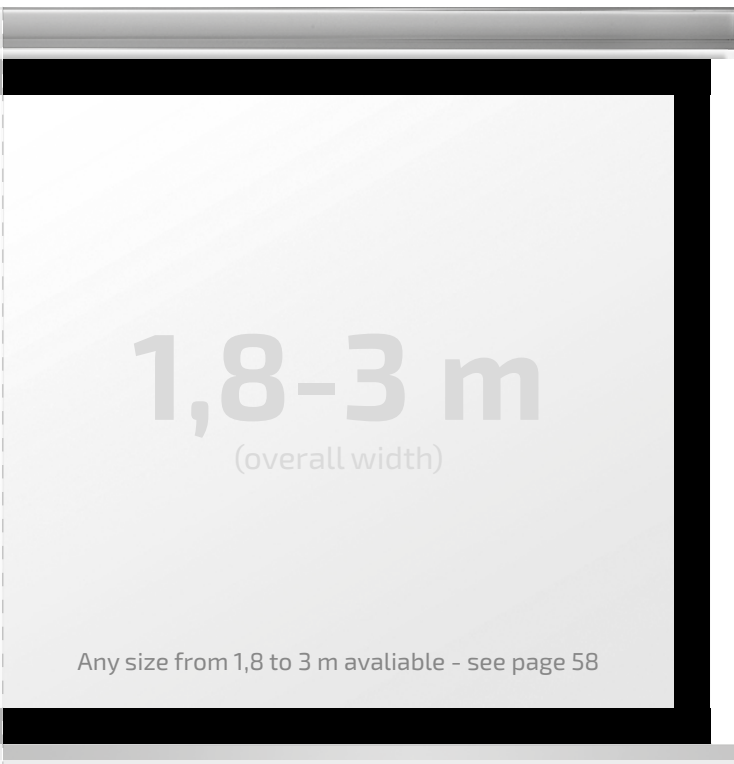 1,8-3 m
(overall width)
Any size from 1,8 to 3 m avaliable - see page 58